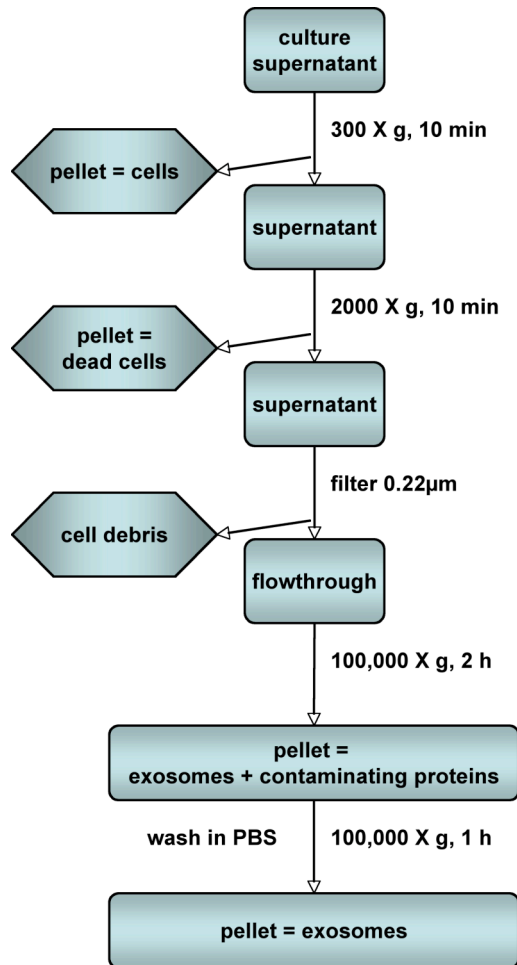 culture
supernatant
300 X g, 10 min
pellet = cells
supernatant
2000 X g, 10 min
pellet =
dead cells
supernatant
filter 0.22µm
cell debris
flowthrough
100,000 X g, 2 h
pellet =
exosomes + contaminating proteins
wash in PBS
100,000 X g, 1 h
pellet = exosomes